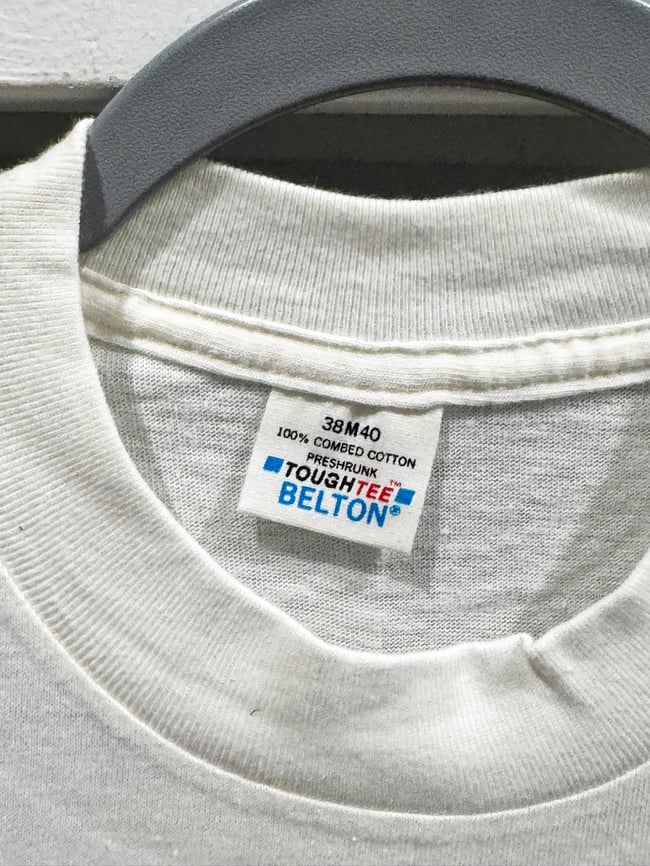 38M40
100% COMBED COTTON
PRESHRUNK
TOUGHTEE™
BELTON®